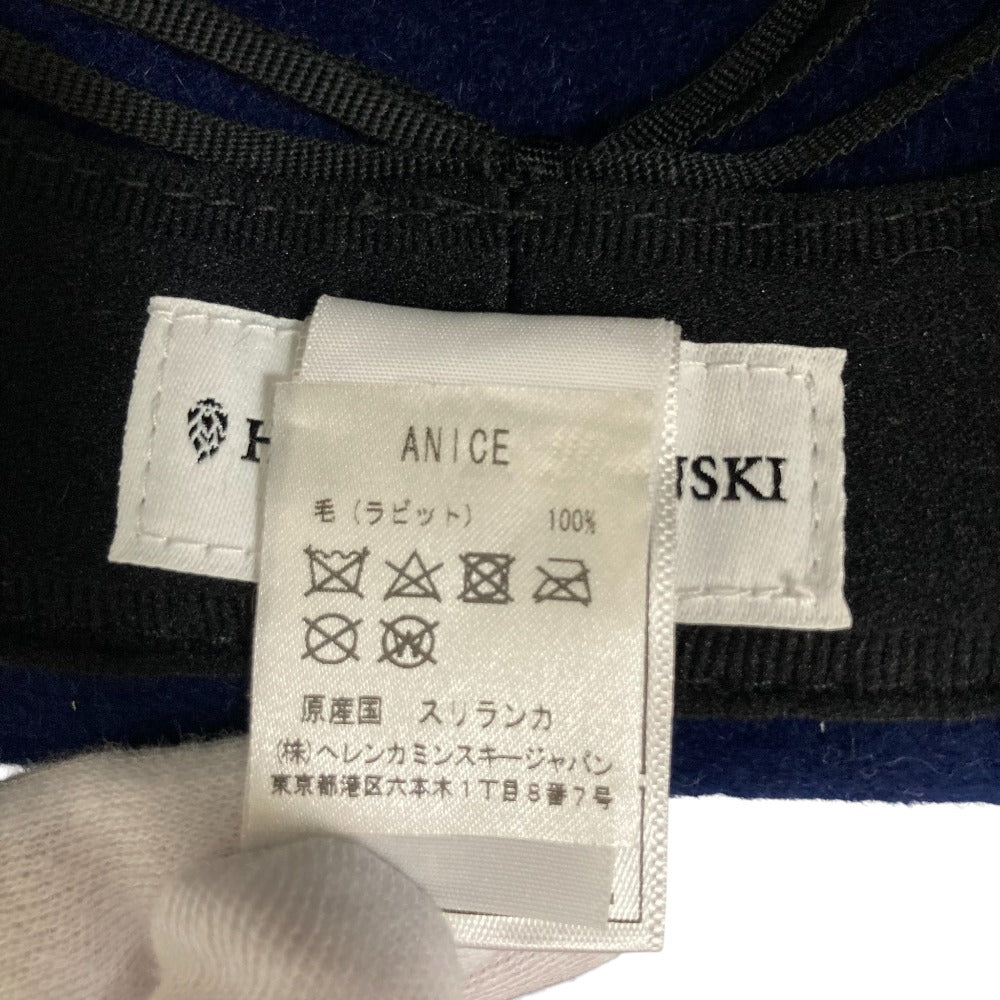 ANICE
H NSKI
毛(ラビット) 100%
原産国 スリランカ
(株)ヘレンカミンスキージャパン
東京都港区六本木1丁目8番7号